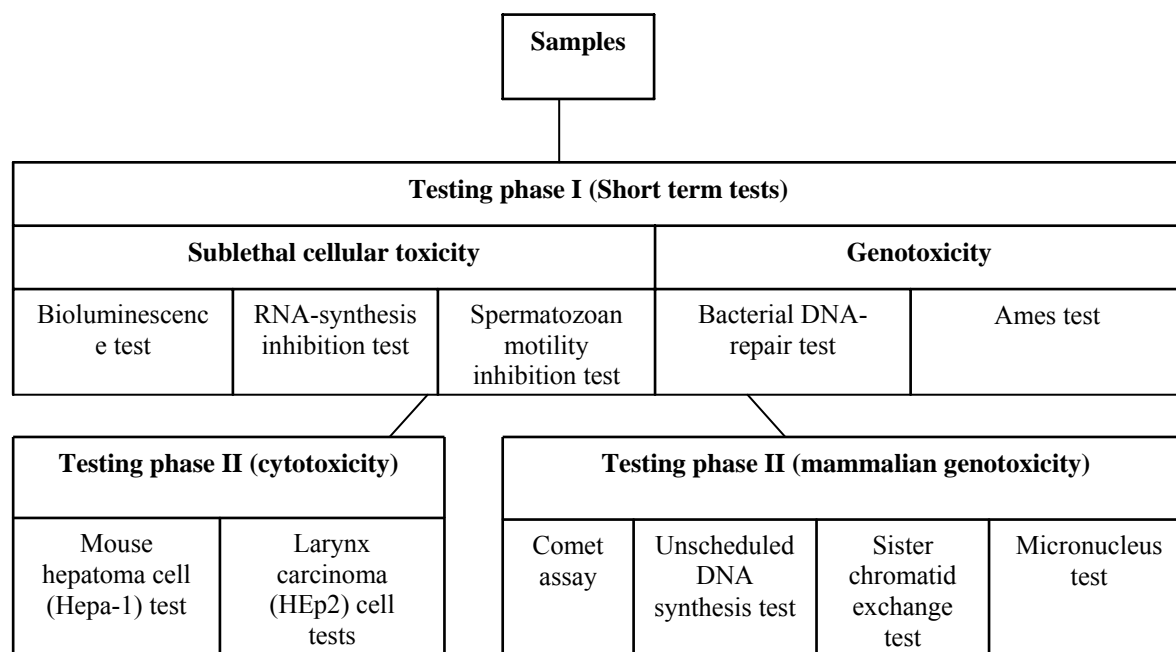 Samples
Testing phase I (Short term tests)
Sublethal cellular toxicity
Genotoxicity
Bioluminescenc
e test
RNA-synthesis
inhibition test
Spermatozoan
motility
inhibition test
Bacterial DNA-
repair test
Ames test
Testing phase II (cytotoxicity)
Mouse
hepatoma cell
(Hepa-1) test
Larynx
carcinoma
(HEp2) cell
tests
Testing phase II (mammalian genotoxicity)
Comet
assay
Unscheduled
DNA
synthesis test
Sister
chromatid
exchange
test
Micronucleus
test